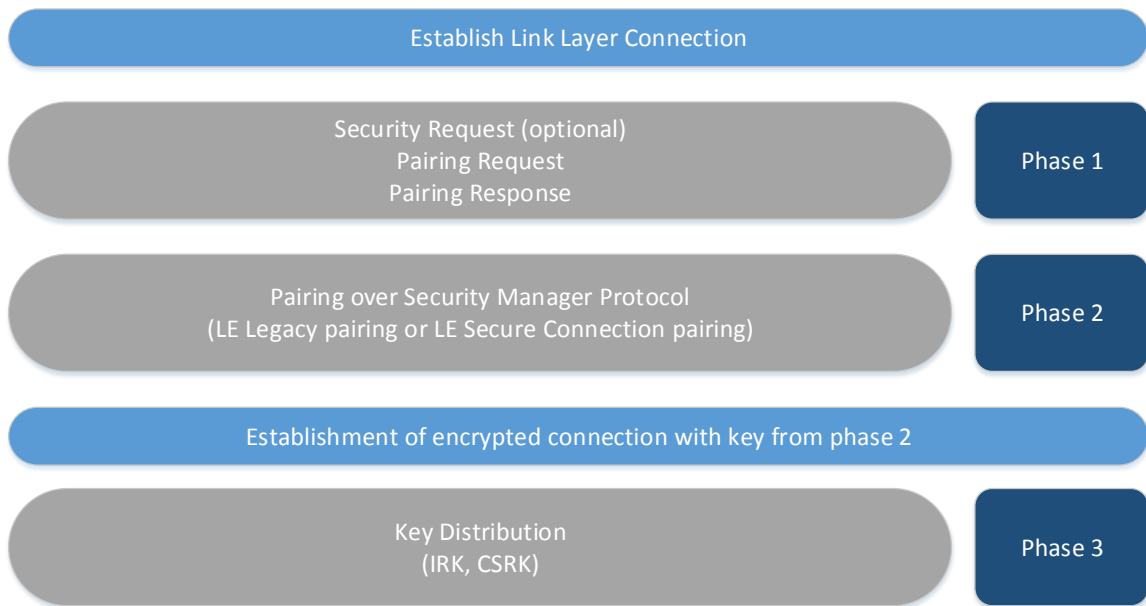 Establish Link Layer Connection
Security Request (optional)
Pairing Request
Pairing Response
Phase 1
Pairing over Security Manager Protocol
(LE Legacy pairing or LE Secure Connection pairing)
Phase 2
Establishment of encrypted connection with key from phase 2
Key Distribution
(IRK, CSRK)
Phase 3